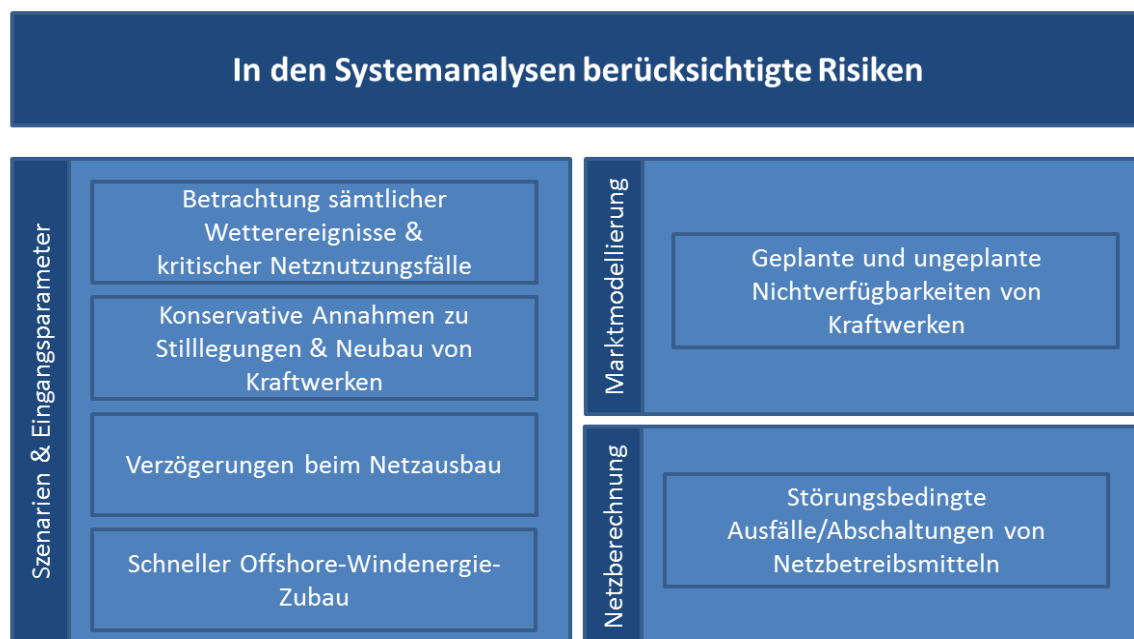 In den Systemanalysen berücksichtigte Risiken
Szenarien & Eingangsparameter
Betrachtung sämtlicher
Wetterereignisse &
kritischer Netznutzungsfälle
Konservative Annahmen zu
Stilllegungen & Neubau von
Kraftwerken
Verzögerungen beim Netzausbau
Schneller Offshore-Windenergie-
Zubau
Marktmodellierung
Geplante und ungeplante
Nichtverfügbarkeiten von
Kraftwerken
Netzberechnung
Störungsbedingte
Ausfälle/Abschaltungen von
Netzbetreibsmitteln